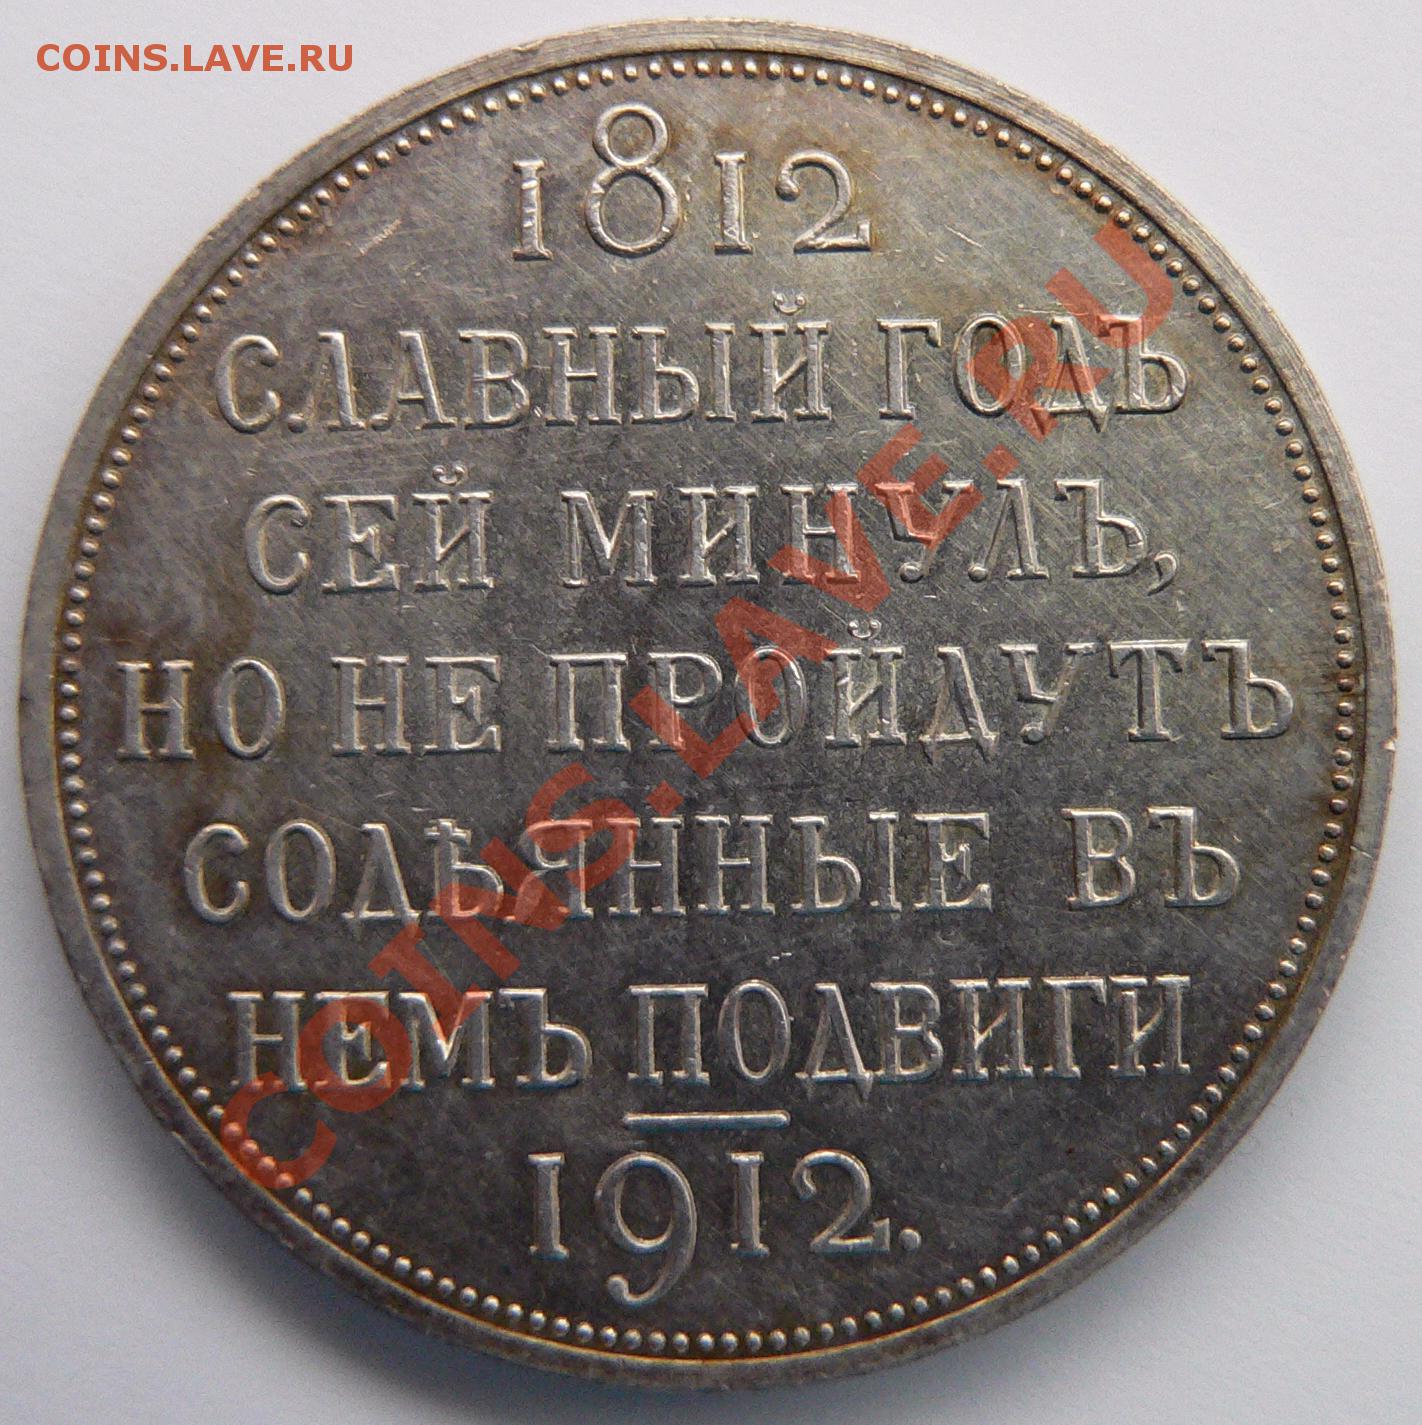 COINS.LAVE.RU
1812
СЛАВНЫЙ ГОДЪ
СЕЙ МИНУЛЪ,
НО НЕ ПРОЙДУТЪ
СОДѢЯННЫЕ ВЪ
НЕМЪ ПОДВИГИ
1912.
COINS.LAVE.RU